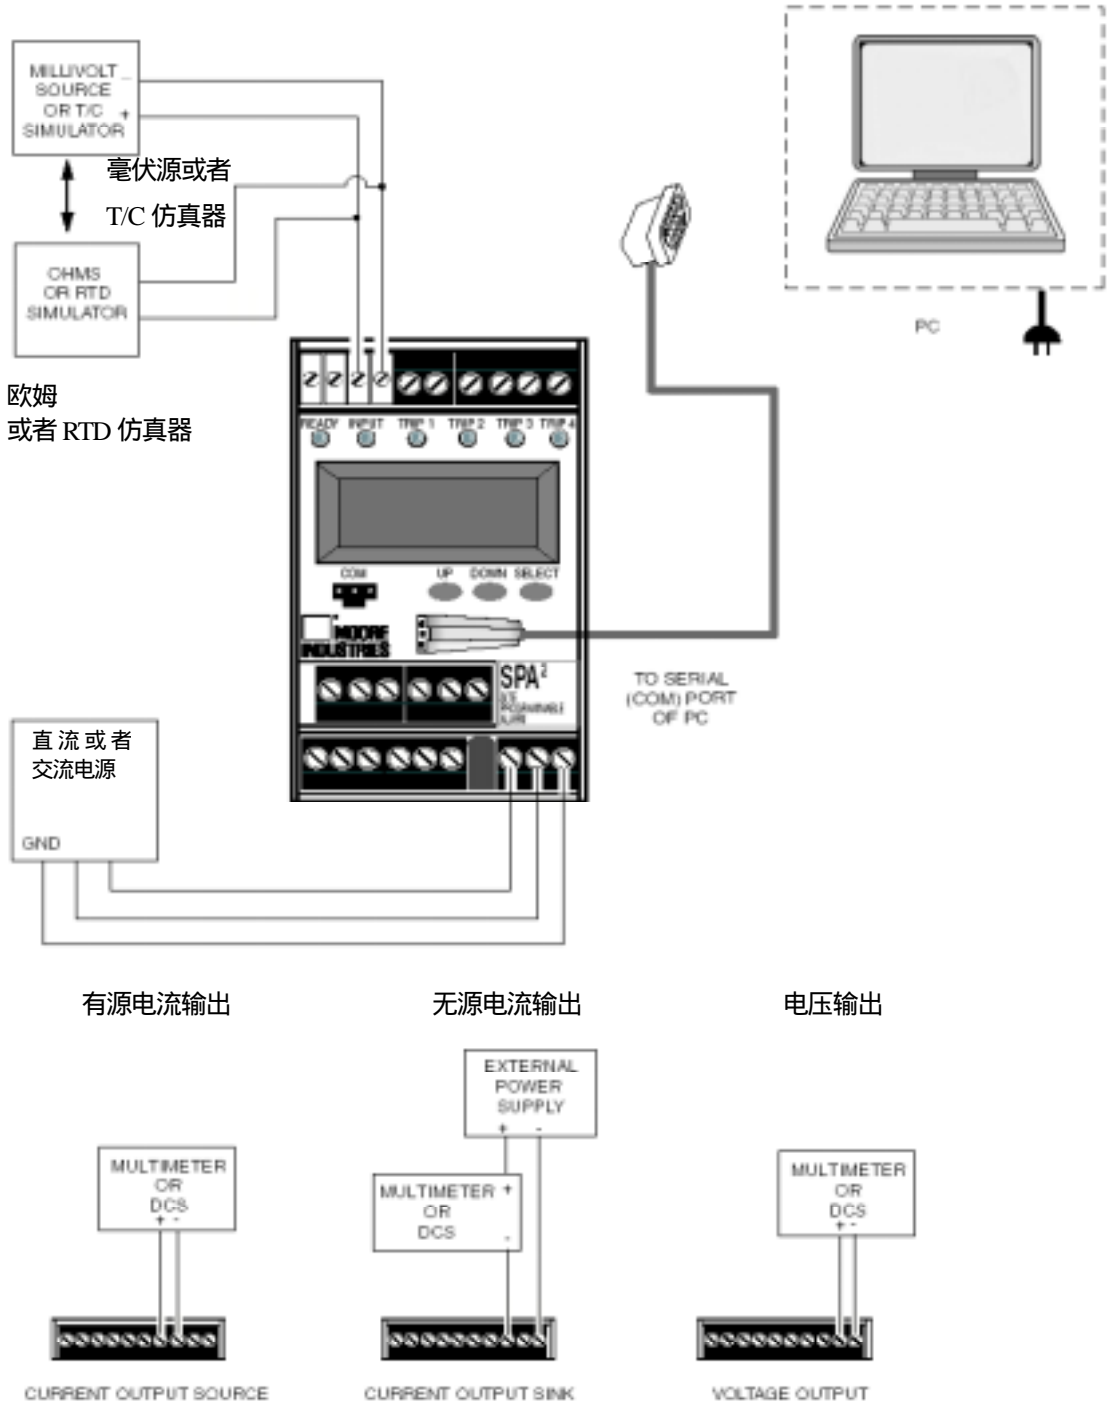 MILLIVOLT –
SOURCE
OR T/C +
SIMULATOR
毫伏源或者
T/C 仿真器
OHMS
OR RTD
SIMULATOR
欧姆
或者 RTD 仿真器
PC
READY INPUT TRIP 1 TRIP 2 TRIP 3 TRIP 4
COM UP DOWN SELECT
MOORE
INDUSTRIES
SPA2
SITE
PROGRAMMABLE
ALARM
TO SERIAL
(COM) PORT
OF PC
直流或者
交流电源
GND
有源电流输出
无源电流输出
电压输出
EXTERNAL
POWER
SUPPLY
+ -
MULTIMETER
OR
DCS
+ -
MULTIMETER +
OR
DCS
-
MULTIMETER
OR
DCS
+ -
CURRENT OUTPUT SOURCE
CURRENT OUTPUT SINK
VOLTAGE OUTPUT